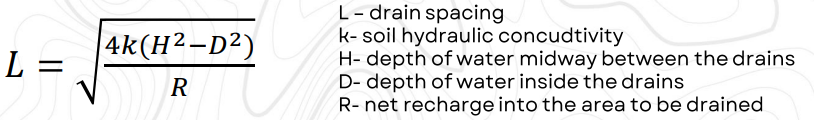 L = √(4k(H²−D²) / R)
L – drain spacing
k- soil hydraulic concudtivity
H- depth of water midway between the drains
D- depth of water inside the drains
R- net recharge into the area to be drained